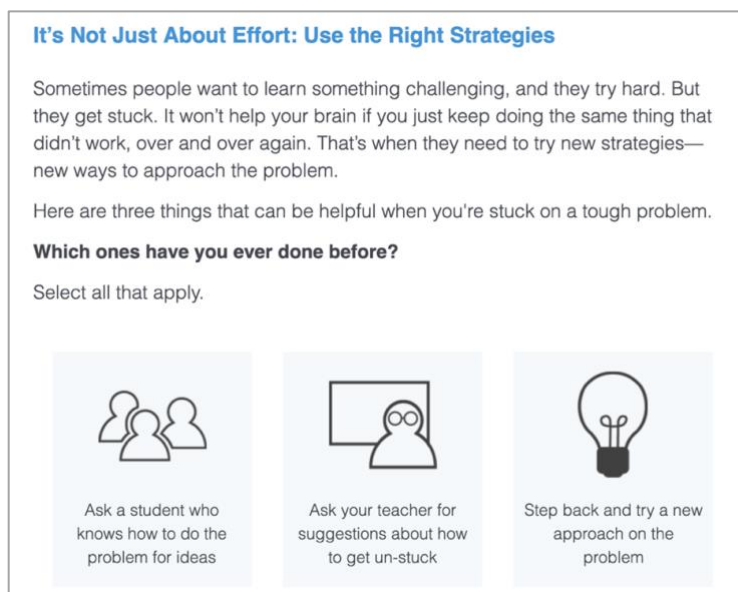 It’s Not Just About Effort: Use the Right Strategies
Sometimes people want to learn something challenging, and they try hard. But
they get stuck. It won’t help your brain if you just keep doing the same thing that
didn’t work, over and over again. That’s when they need to try new strategies—
new ways to approach the problem.
Here are three things that can be helpful when you're stuck on a tough problem.
Which ones have you ever done before?
Select all that apply.
Ask a student who
knows how to do the
problem for ideas
Ask your teacher for
suggestions about how
to get un-stuck
Step back and try a new
approach on the
problem